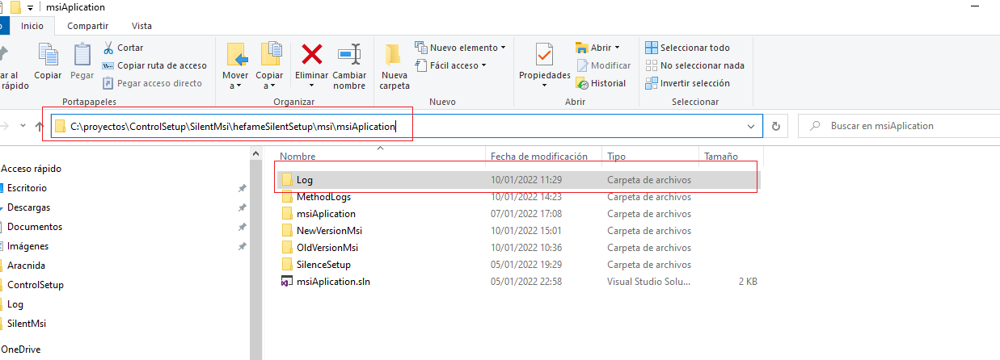 msiAplication
Inicio Compartir Vista
Copiar
Pegar
Cortar
Copiar ruta de acceso
Pegar acceso directo
Portapapeles
Mover a
Copiar a
Eliminar
Cambiar nombre
Organizar
Nueva carpeta
Nuevo elemento
Fácil acceso
Nuevo
Propiedades
Abrir
Modificar
Historial
Abrir
Seleccionar todo
No seleccionar nada
Invertir selección
Seleccionar
ar al
rápido
C:\proyectos\ControlSetup\SilentMsi\hefameSilentSetup\msi\msiAplication
Buscar en msiAplication
Acceso rápido
Escritorio
Descargas
Documentos
Imágenes
Aracnida
ControlSetup
Log
SilentMsi
OneDrive
Nombre Fecha de modificación Tipo Tamaño
Log 10/01/2022 11:29 Carpeta de archivos
MethodLogs 10/01/2022 14:23 Carpeta de archivos
msiAplication 07/01/2022 17:08 Carpeta de archivos
NewVersionMsi 10/01/2022 15:01 Carpeta de archivos
OldVersionMsi 10/01/2022 10:36 Carpeta de archivos
SilenceSetup 05/01/2022 19:29 Carpeta de archivos
msiAplication.sln 05/01/2022 22:58 Visual Studio Solu... 2 KB